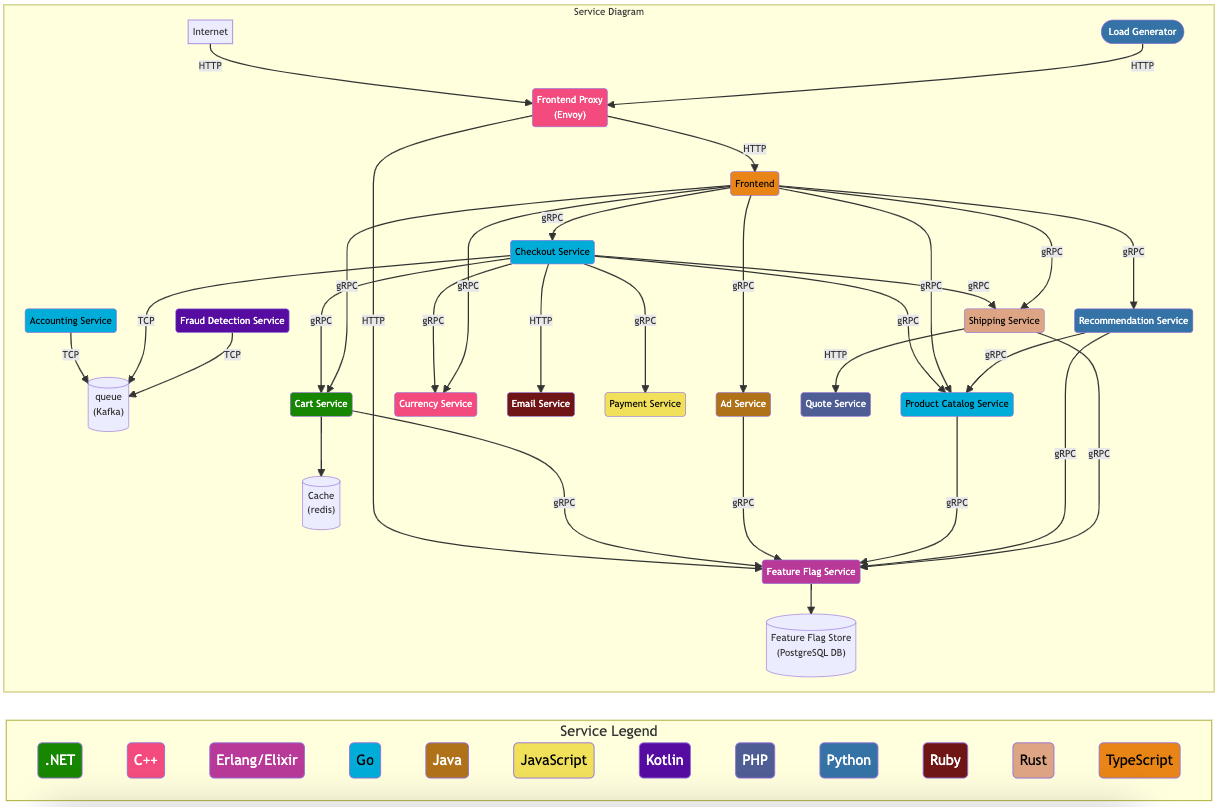 Service Diagram
Internet
Load Generator
HTTP
HTTP
Frontend Proxy
(Envoy)
HTTP
Frontend
gRPC
Checkout Service
gRPC
gRPC
gRPC
gRPC
gRPC
gRPC
gRPC
gRPC
Accounting Service
TCP
Fraud Detection Service
gRPC
gRPC
HTTP
HTTP
gRPC
gRPC
Shipping Service
Recommendation Service
TCP
TCP
HTTP
gRPC
queue
(Kafka)
Cart Service
Currency Service
Email Service
Payment Service
Ad Service
Quote Service
Product Catalog Service
gRPC
gRPC
Cache
(redis)
gRPC
gRPC
gRPC
Feature Flag Service
Feature Flag Store
(PostgreSQL DB)
Service Legend
.NET
C++
Erlang/Elixir
Go
Java
JavaScript
Kotlin
PHP
Python
Ruby
Rust
TypeScript